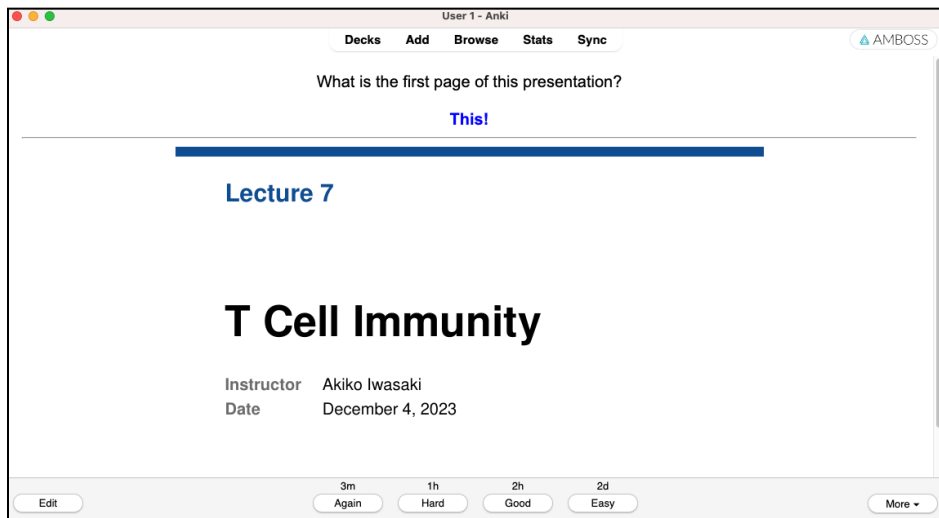 User 1 - Anki
Decks Add Browse Stats Sync
AMBOSS
What is the first page of this presentation?
This!
Lecture 7
T Cell Immunity
Instructor Akiko Iwasaki
Date December 4, 2023
3m 1h 2h 2d
Edit Again Hard Good Easy More